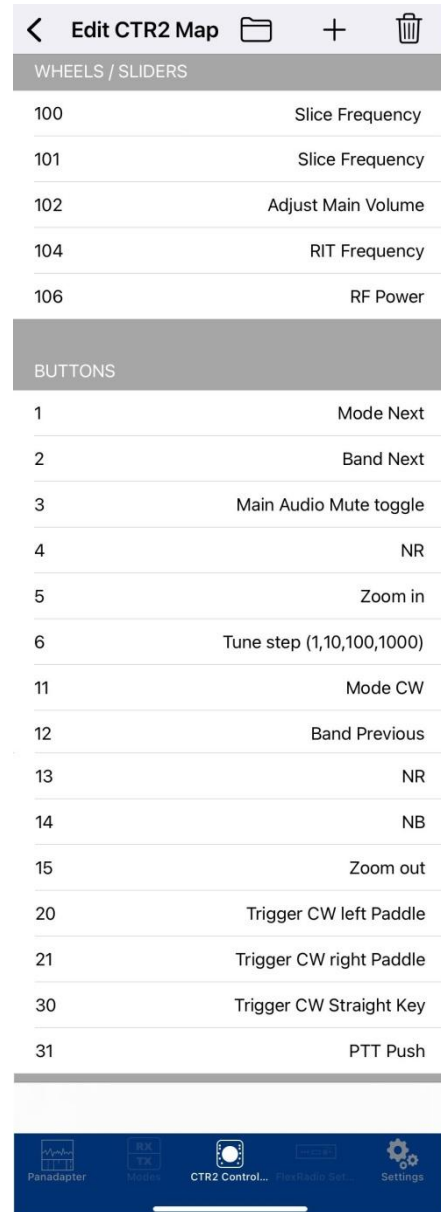 Edit CTR2 Map
WHEELS / SLIDERS
100 Slice Frequency
101 Slice Frequency
102 Adjust Main Volume
104 RIT Frequency
106 RF Power
BUTTONS
1 Mode Next
2 Band Next
3 Main Audio Mute toggle
4 NR
5 Zoom in
6 Tune step (1,10,100,1000)
11 Mode CW
12 Band Previous
13 NR
14 NB
15 Zoom out
20 Trigger CW left Paddle
21 Trigger CW right Paddle
30 Trigger CW Straight Key
31 PTT Push
RX
TX
Panadapter Modes CTR2 Control... FlexRadio Set... Settings